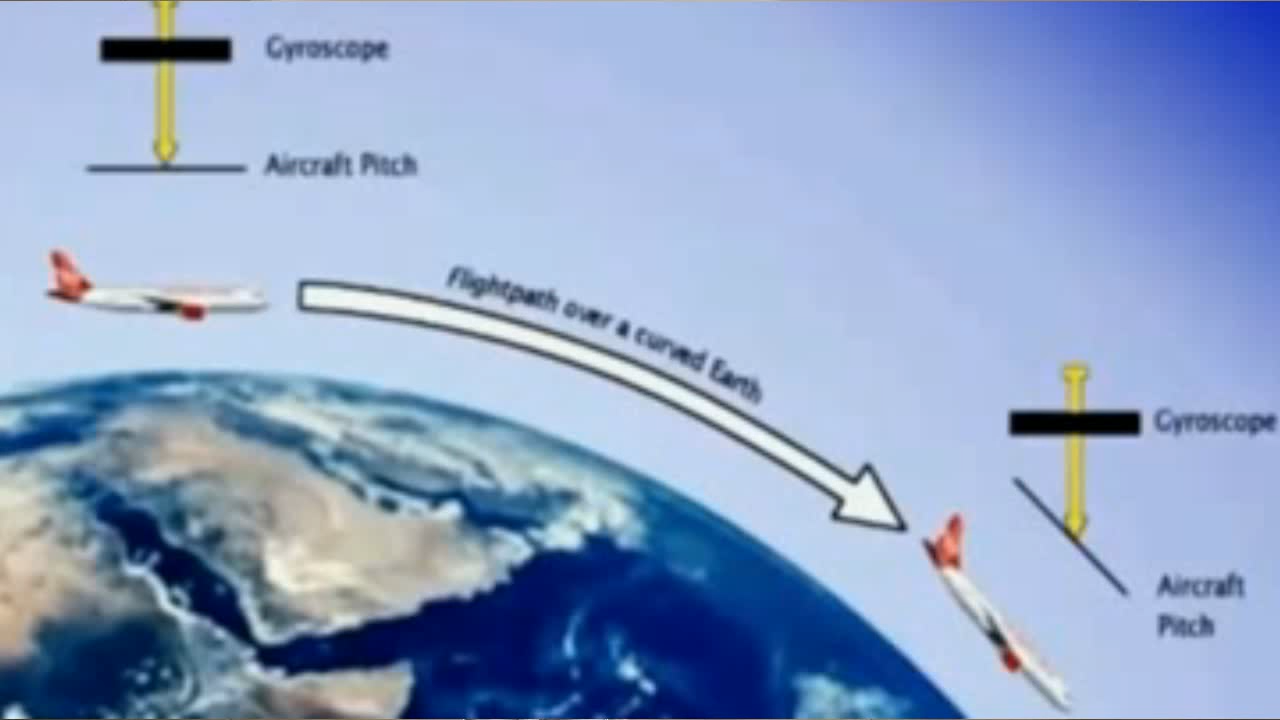 Gyroscope
Aircraft Pitch
Flightpath over a curved Earth
Gyroscope
Aircraft
Pitch